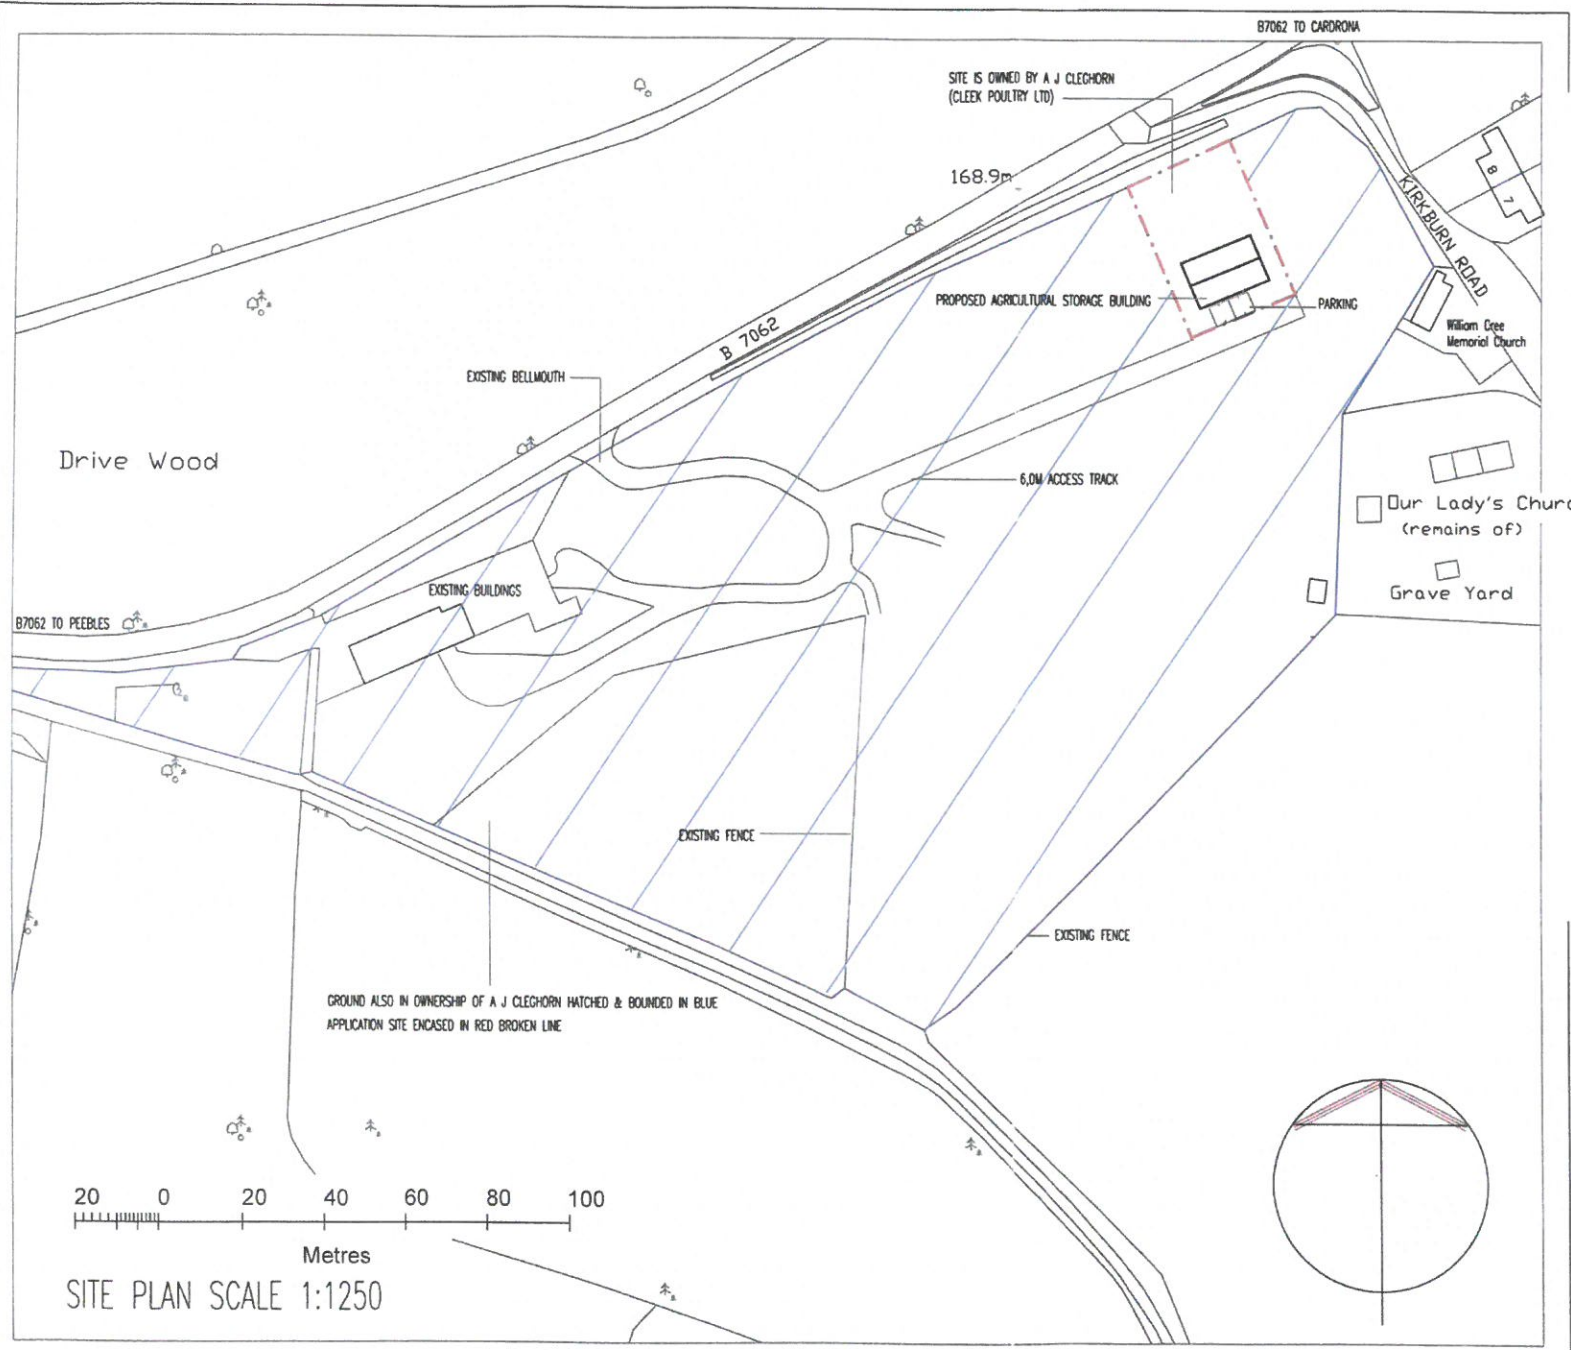 B7062 TO CARDRONA
SITE IS OWNED BY A J CLEGHORN
(CLEEK POULTRY LTD)
168.9m
8
7
KIRKBURN ROAD
PROPOSED AGRICULTURAL STORAGE BUILDING
PARKING
William Cree
Memorial Church
B 7062
EXISTING BELLMOUTH
Drive Wood
6,0M ACCESS TRACK
Our Lady's Churc
(remains of)
EXISTING BUILDINGS
Grave Yard
B7062 TO PEEBLES
EXISTING FENCE
EXISTING FENCE
GROUND ALSO IN OWNERSHIP OF A J CLEGHORN HATCHED & BOUNDED IN BLUE
APPLICATION SITE ENCASED IN RED BROKEN LINE
20 0 20 40 60 80 100
Metres
SITE PLAN SCALE 1:1250